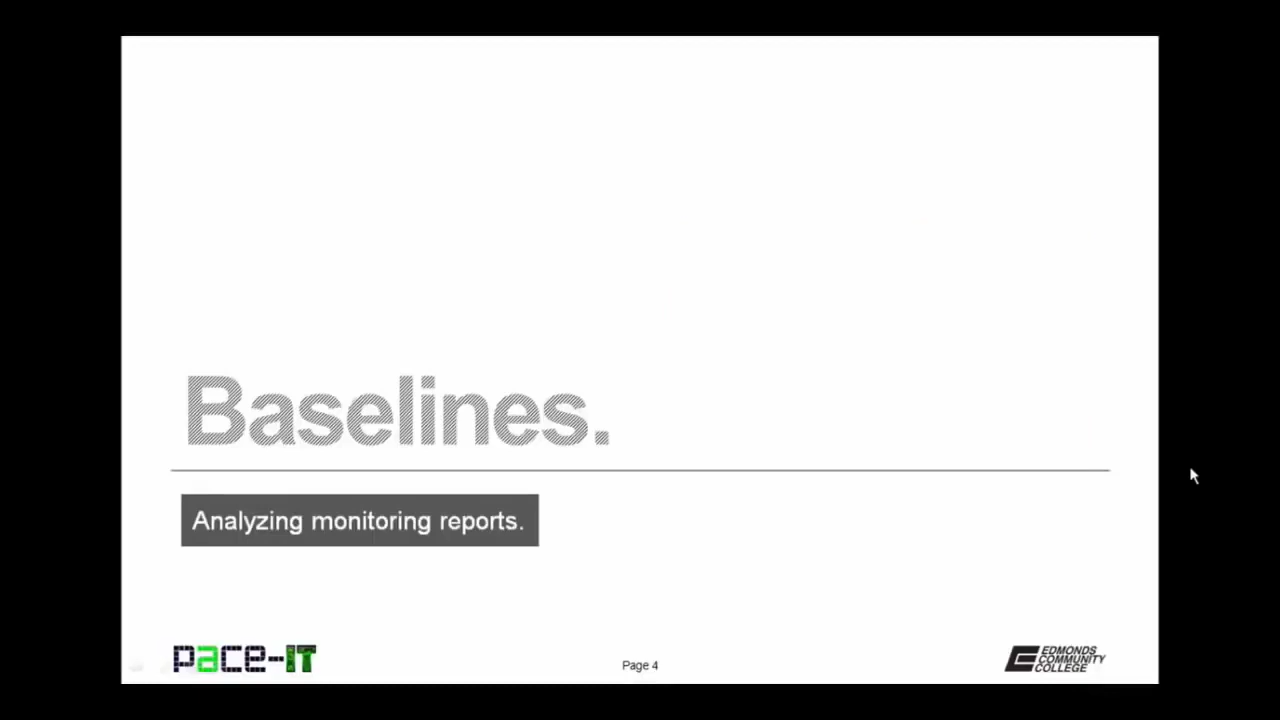 Baselines.
Analyzing monitoring reports.
pace-IT
Page 4
EDMONDS
COMMUNITY
COLLEGE